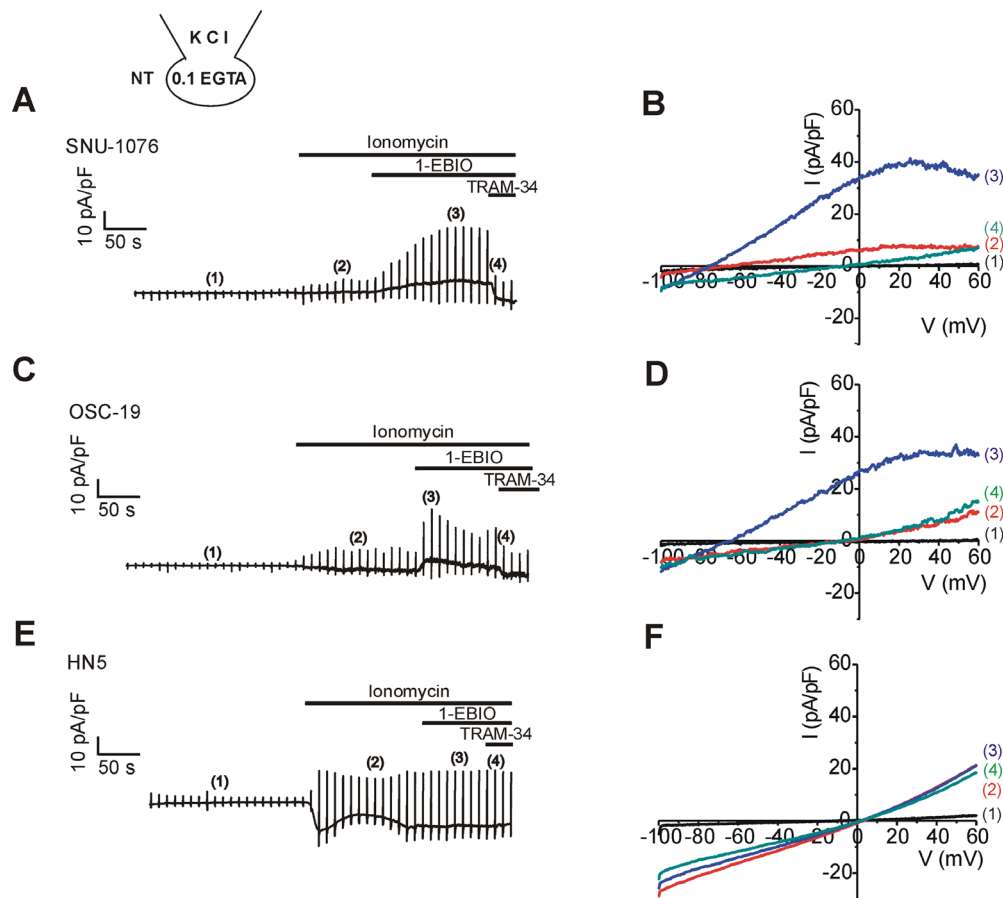 K C I
NT
0.1 EGTA
A
SNU-1076
10 pA/pF
50 s
Ionomycin
1-EBIO
TRAM-34
(1)
(2)
(3)
(4)
B
I (pA/pF)
60
40
20
0
-20
-100
-80
-60
-40
-20
0
20
40
60
V (mV)
(3)
(4)
(2)
(1)
C
OSC-19
10 pA/pF
50 s
Ionomycin
1-EBIO
TRAM-34
(1)
(2)
(3)
(4)
D
I (pA/pF)
60
40
20
0
-20
-100
-80
-60
-40
-20
0
20
40
60
V (mV)
(3)
(4)
(2)
(1)
E
HN5
10 pA/pF
50 s
Ionomycin
1-EBIO
TRAM-34
(1)
(2)
(3)
(4)
F
I (pA/pF)
60
40
20
0
-20
-100
-80
-60
-40
-20
0
20
40
60
V (mV)
(3)
(4)
(2)
(1)